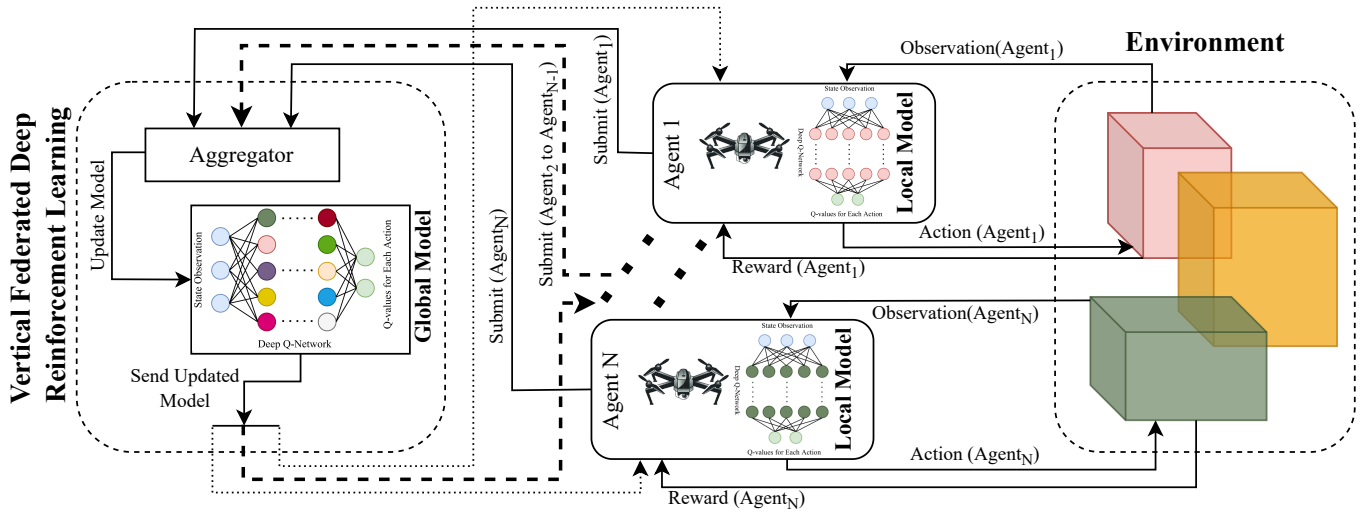 Vertical Federated Deep
Reinforcement Learning
Aggregator
Update Model
State Observation
Deep Q-Network
Q-values for Each Action
Global Model
Send Updated
Model
Submit (Agent1)
Submit (Agent2 to AgentN-1)
Submit (AgentN)
Agent 1
State Observation
Deep Q-Network
Q-values for Each Action
Local Model
Agent N
State Observation
Deep Q-Network
Q-values for Each Action
Local Model
Observation(Agent1)
Action (Agent1)
Reward (Agent1)
Observation(AgentN)
Action (AgentN)
Reward (AgentN)
Environment